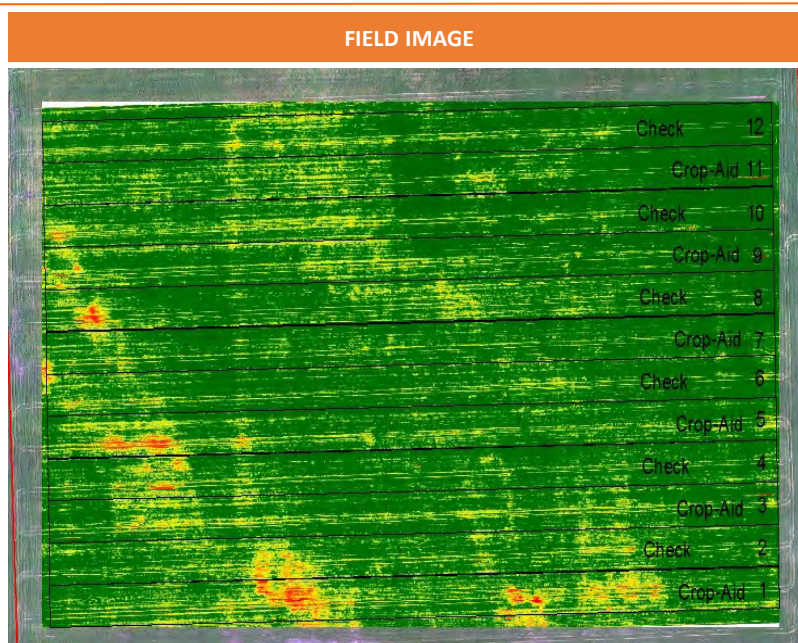 FIELD IMAGE
Check 12
Crop-Aid 11
Check 10
Crop-Aid 9
Check 8
Crop-Aid 7
Check 6
Crop-Aid 5
Check 4
Crop-Aid 3
Check 2
Crop-Aid 1